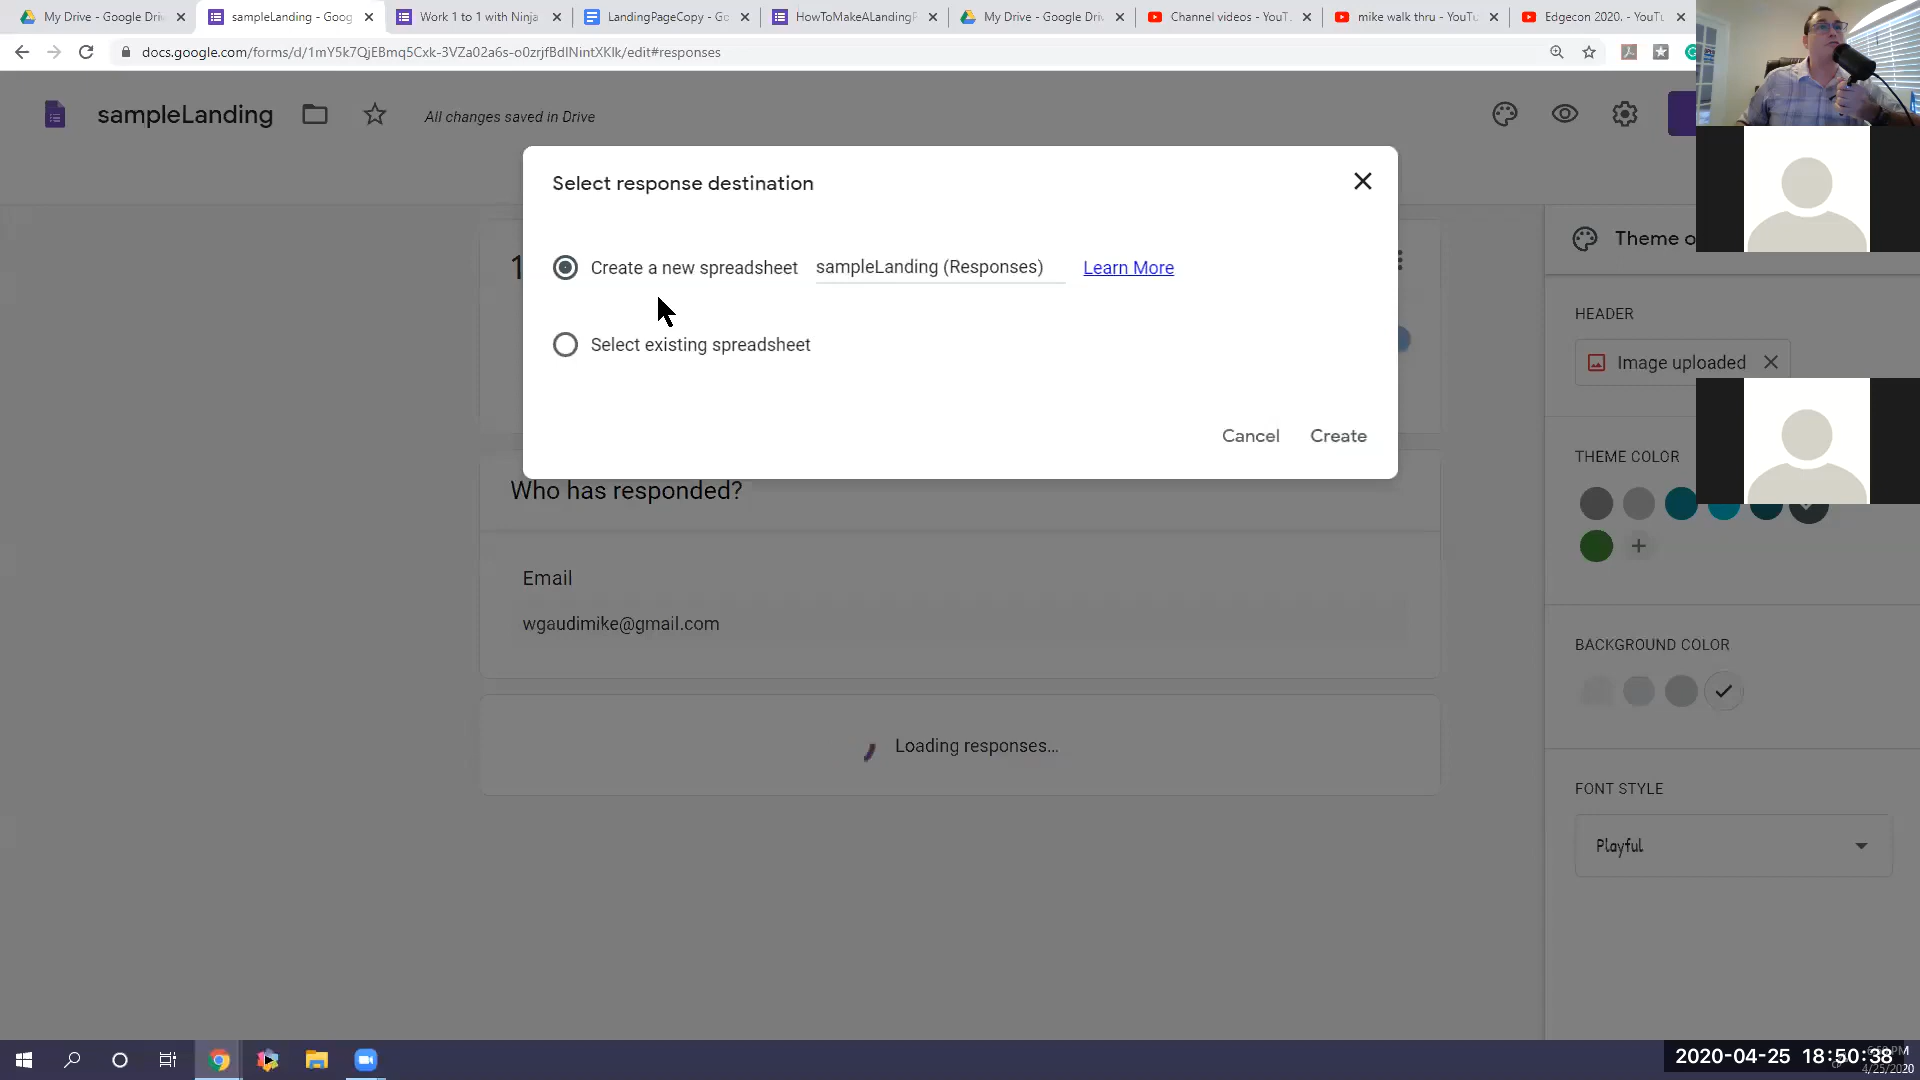 My Drive - Google Dri
sampleLanding - Goog
Work 1 to 1 with Ninja
LandingPageCopy - Go
HowToMakeALandingP
My Drive - Google Dri
Channel videos - YouT
mike walk thru - YouTu
Edgecon 2020. - YouTu
docs.google.com/forms/d/1mY5k7QjEBmq5Cxk-3VZa02a6s-o0zrjfBdlNintXKIk/edit#responses
sampleLanding
All changes saved in Drive
Select response destination
Create a new spreadsheet
sampleLanding (Responses)
Learn More
Select existing spreadsheet
Cancel
Create
1
Who has responded?
Email
wgaudimike@gmail.com
Loading responses...
Theme o
HEADER
Image uploaded
THEME COLOR
BACKGROUND COLOR
FONT STYLE
Playful
2020-04-25 18:50:38
4/25/2020